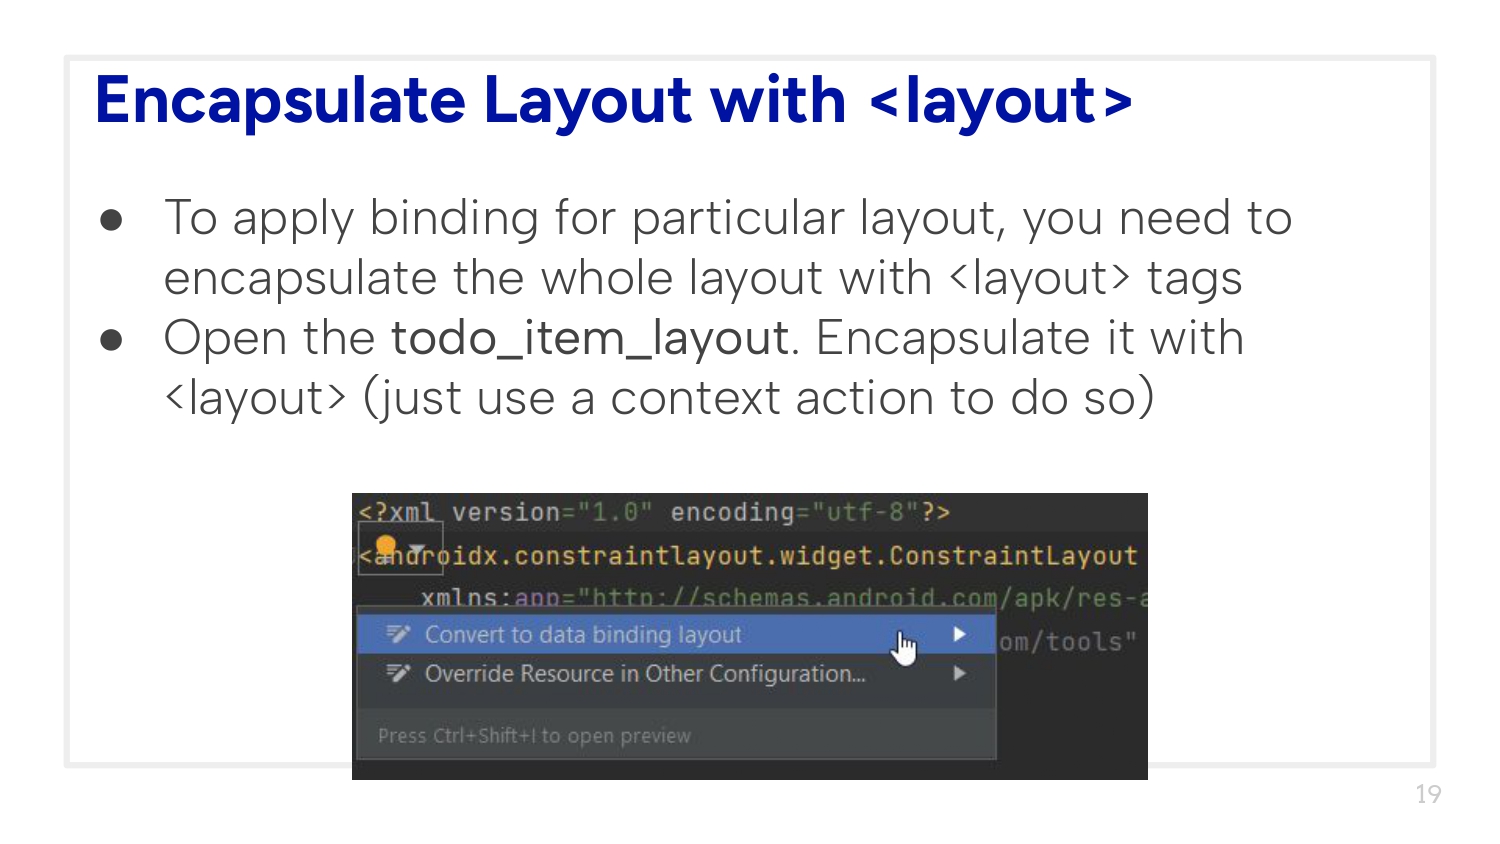 Encapsulate Layout with <layout>
● To apply binding for particular layout, you need to
encapsulate the whole layout with <layout> tags
● Open the todo_item_layout. Encapsulate it with
<layout> (just use a context action to do so)
<?xml version="1.0" encoding="utf-8"?>
<androidx.constraintlayout.widget.ConstraintLayout
xmlns:app="http://schemas.android.com/apk/res-a
Convert to data binding layout
om/tools"
Override Resource in Other Configuration...
Press Ctrl+Shift+I to open preview
19